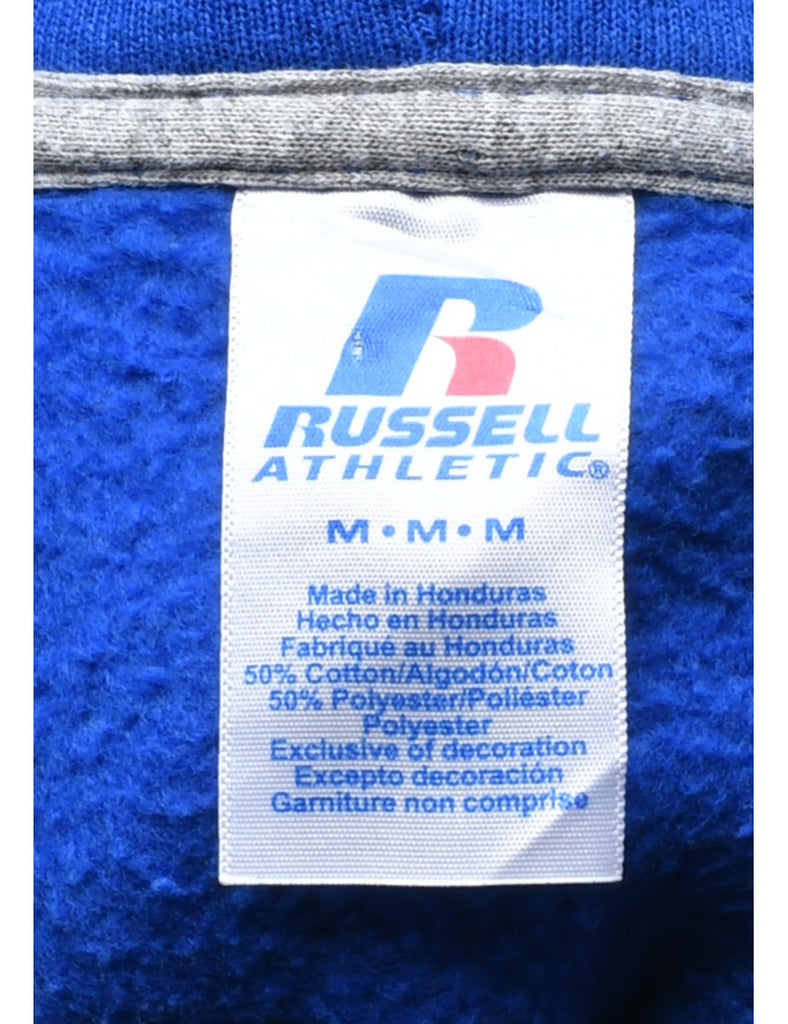 R
RUSSELL
ATHLETIC®
M•M•M
Made in Honduras
Hecho en Honduras
Fabriqué au Honduras
50% Cotton/Algodón/Coton
50% Polyester/Poliéster
Polyester
Exclusive of decoration
Excepto decoración
Garniture non comprise